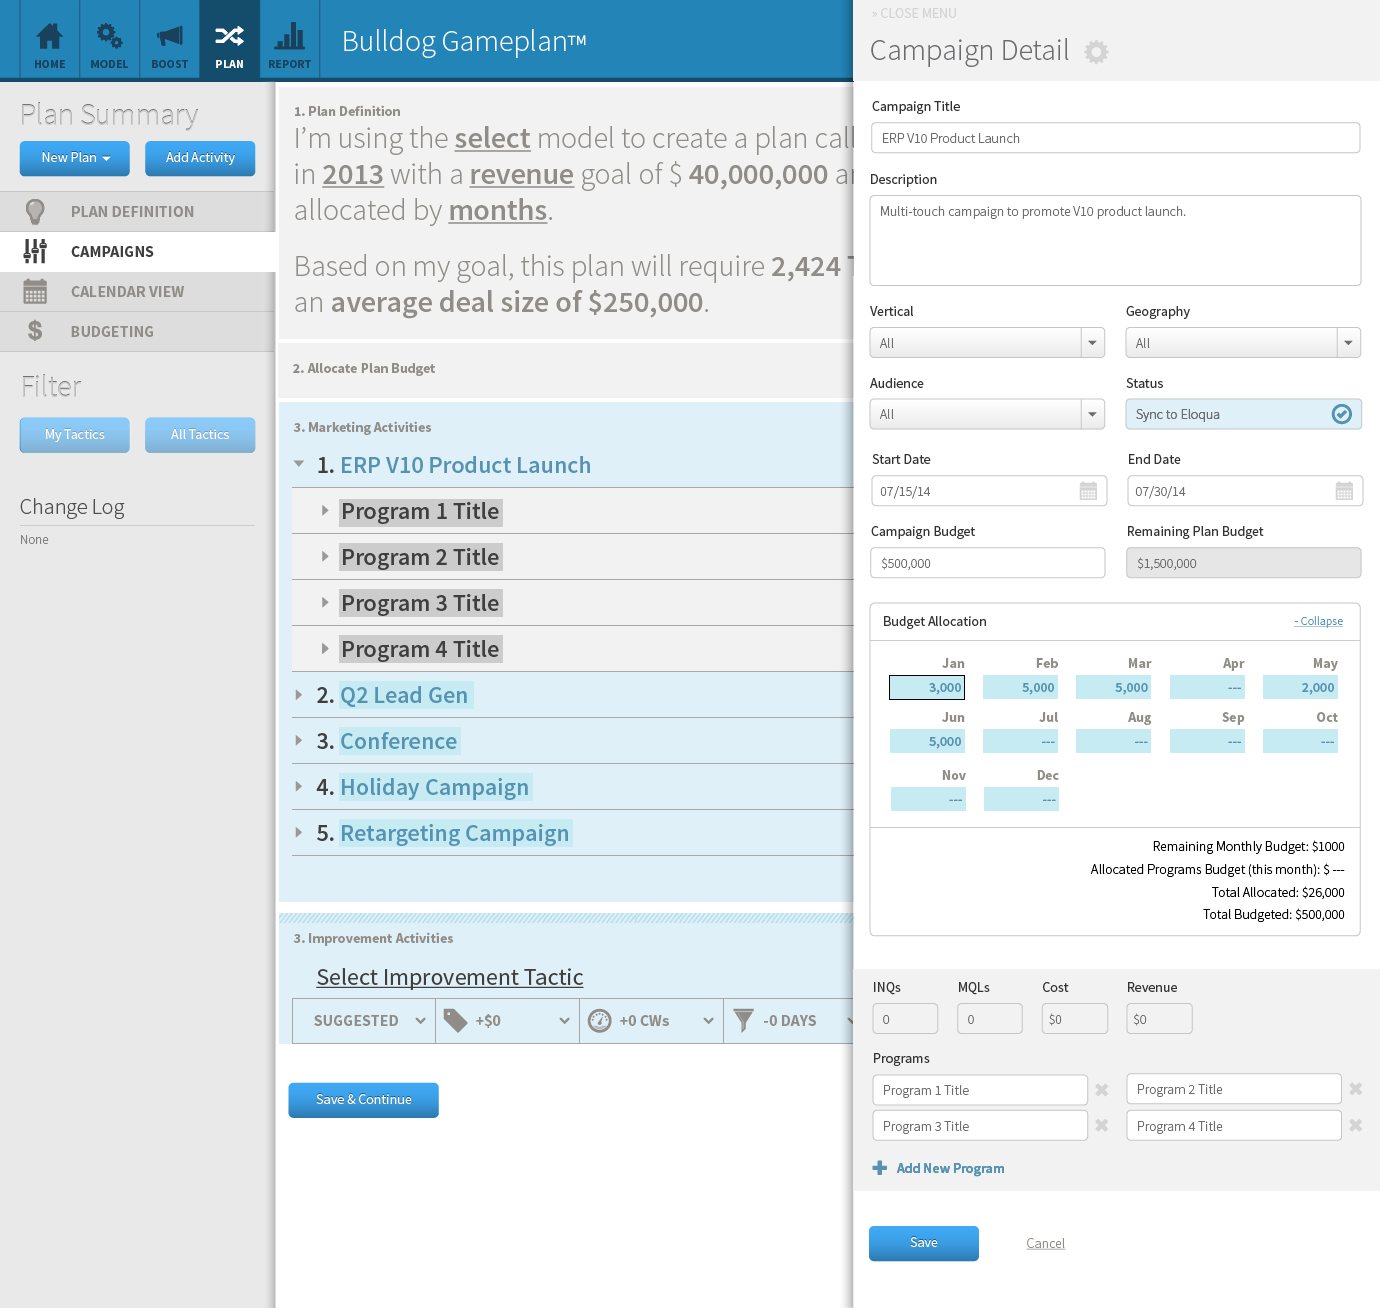 HOME
MODEL
BOOST
PLAN
REPORT
Bulldog Gameplan™
Plan Summary
New Plan
Add Activity
PLAN DEFINITION
CAMPAIGNS
CALENDAR VIEW
BUDGETING
Filter
My Tactics
All Tactics
Change Log
None
1. Plan Definition
I'm using the select model to create a plan call
in 2013 with a revenue goal of $ 40,000,000
allocated by months.
Based on my goal, this plan will require 2,424
an average deal size of $250,000.
2. Allocate Plan Budget
3. Marketing Activities
1. ERP V10 Product Launch
Program 1 Title
Program 2 Title
Program 3 Title
Program 4 Title
2. Q2 Lead Gen
3. Conference
4. Holiday Campaign
5. Retargeting Campaign
3. Improvement Activities
Select Improvement Tactic
SUGGESTED
+$0
+0 CWs
-0 DAYS
Save & Continue
» CLOSE MENU
Campaign Detail
Campaign Title
ERP V10 Product Launch
Description
Multi-touch campaign to promote V10 product launch.
Vertical
Geography
All
All
Audience
Status
All
Sync to Eloqua
Start Date
End Date
07/15/14
07/30/14
Campaign Budget
Remaining Plan Budget
$500,000
$1,500,000
Budget Allocation
- Collapse
Jan Feb Mar Apr May
3,000 5,000 5,000 --- 2,000
Jun Jul Aug Sep Oct
5,000 --- --- --- ---
Nov Dec
--- ---
Remaining Monthly Budget: $1000
Allocated Programs Budget (this month): $ ---
Total Allocated: $26,000
Total Budgeted: $500,000
INQs MQLs Cost Revenue
0 0 $0 $0
Programs
Program 1 Title
Program 2 Title
Program 3 Title
Program 4 Title
Add New Program
Save
Cancel